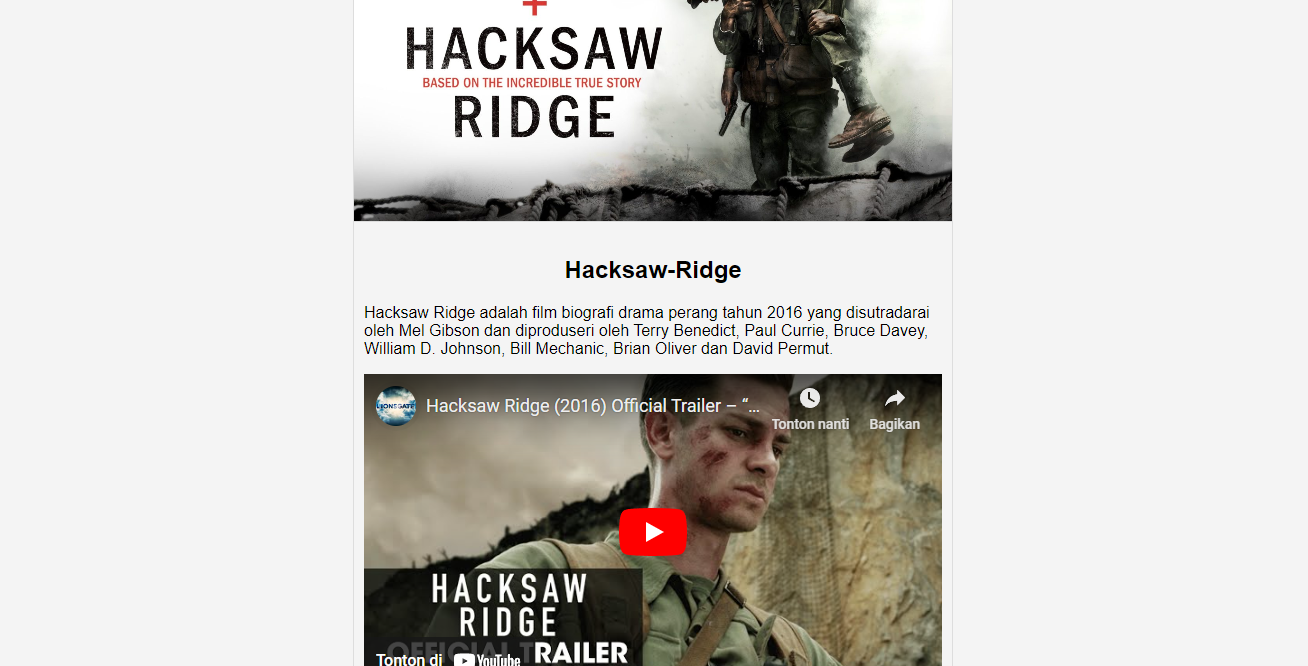 HACKSAW
BASED ON THE INCREDIBLE TRUE STORY
RIDGE
Hacksaw-Ridge
Hacksaw Ridge adalah film biografi drama perang tahun 2016 yang disutradarai
oleh Mel Gibson dan diproduseri oleh Terry Benedict, Paul Currie, Bruce Davey,
William D. Johnson, Bill Mechanic, Brian Oliver dan David Permut.
LIONSGATE
Hacksaw Ridge (2016) Official Trailer – “...
Tonton nanti
Bagikan
HACKSAW
RIDGE
OFFICIAL TRAILER
Tonton di YouTube